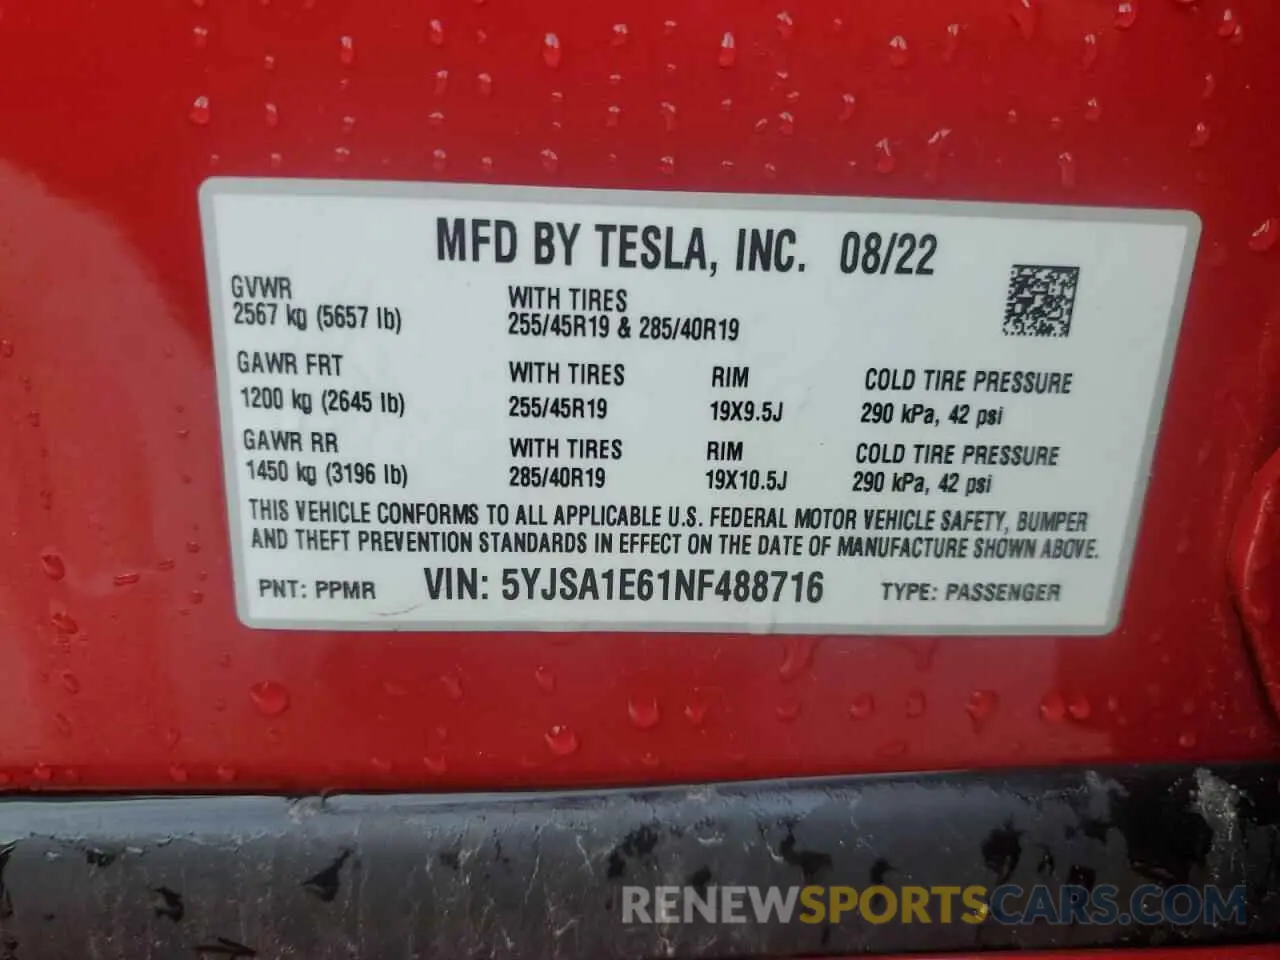 MFD BY TESLA, INC. 08/22
GVWR
2567 kg (5657 lb)
WITH TIRES
255/45R19 & 285/40R19
GAWR FRT
1200 kg (2645 lb)
WITH TIRES
255/45R19
RIM
19X9.5J
COLD TIRE PRESSURE
290 kPa, 42 psi
GAWR RR
1450 kg (3196 lb)
WITH TIRES
285/40R19
RIM
19X10.5J
COLD TIRE PRESSURE
290 kPa, 42 psi
THIS VEHICLE CONFORMS TO ALL APPLICABLE U.S. FEDERAL MOTOR VEHICLE SAFETY, BUMPER
AND THEFT PREVENTION STANDARDS IN EFFECT ON THE DATE OF MANUFACTURE SHOWN ABOVE.
PNT: PPMR VIN: 5YJSA1E61NF488716 TYPE: PASSENGER
RENEWSPORTSCARS.COM